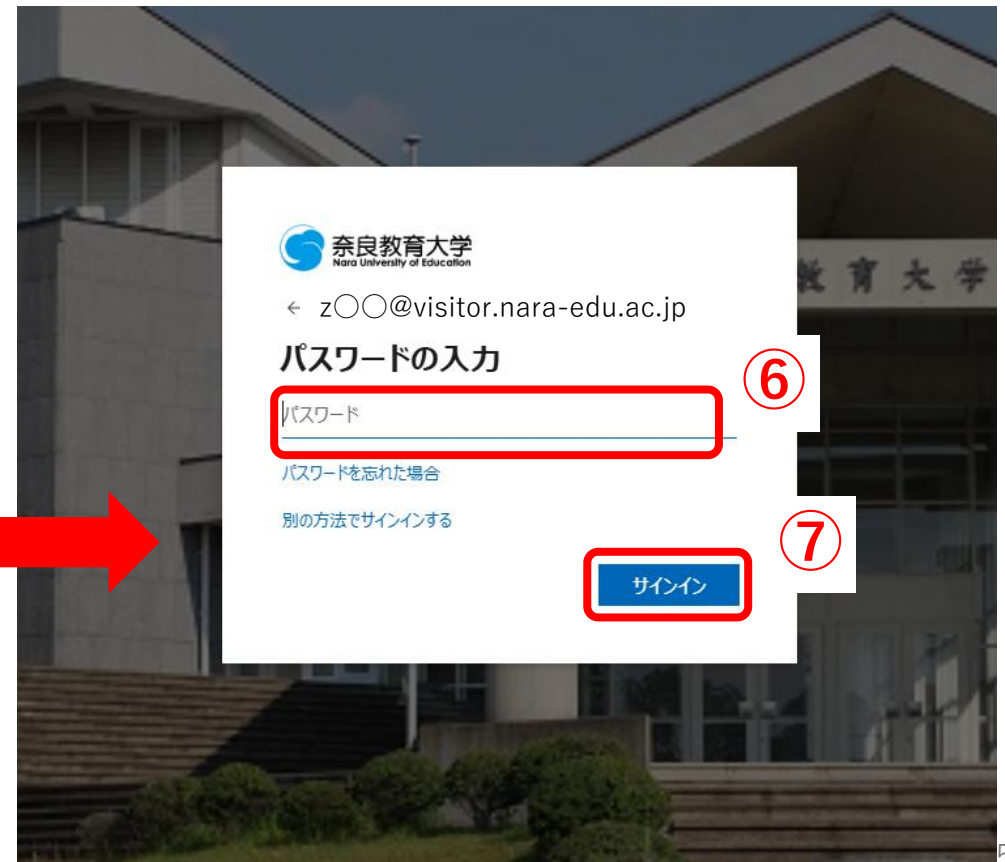 奈良教育大学
Nara University of Education
教育大学
← z○○@visitor.nara-edu.ac.jp
パスワードの入力
⑥
パスワード
パスワードを忘れた場合
別の方法でサインインする
⑦
サインイン